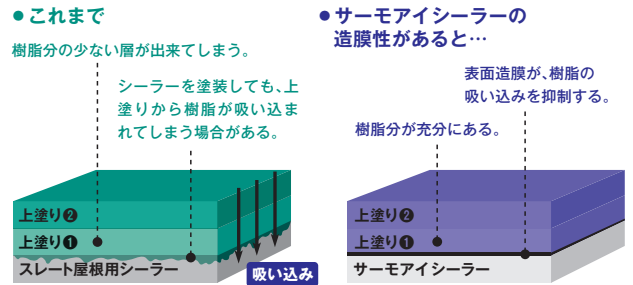 ●これまで
樹脂分の少ない層が出来てしまう。
シーラーを塗装しても、上
塗りから樹脂が吸い込ま
れてしまう場合がある。
上塗り❷
上塗り❶
スレート屋根用シーラー
吸い込み
●サーモアイシーラーの
造膜性があると…
表面造膜が、樹脂の
吸い込みを抑制する。
樹脂分が充分にある。
上塗り❷
上塗り❶
サーモアイシーラー